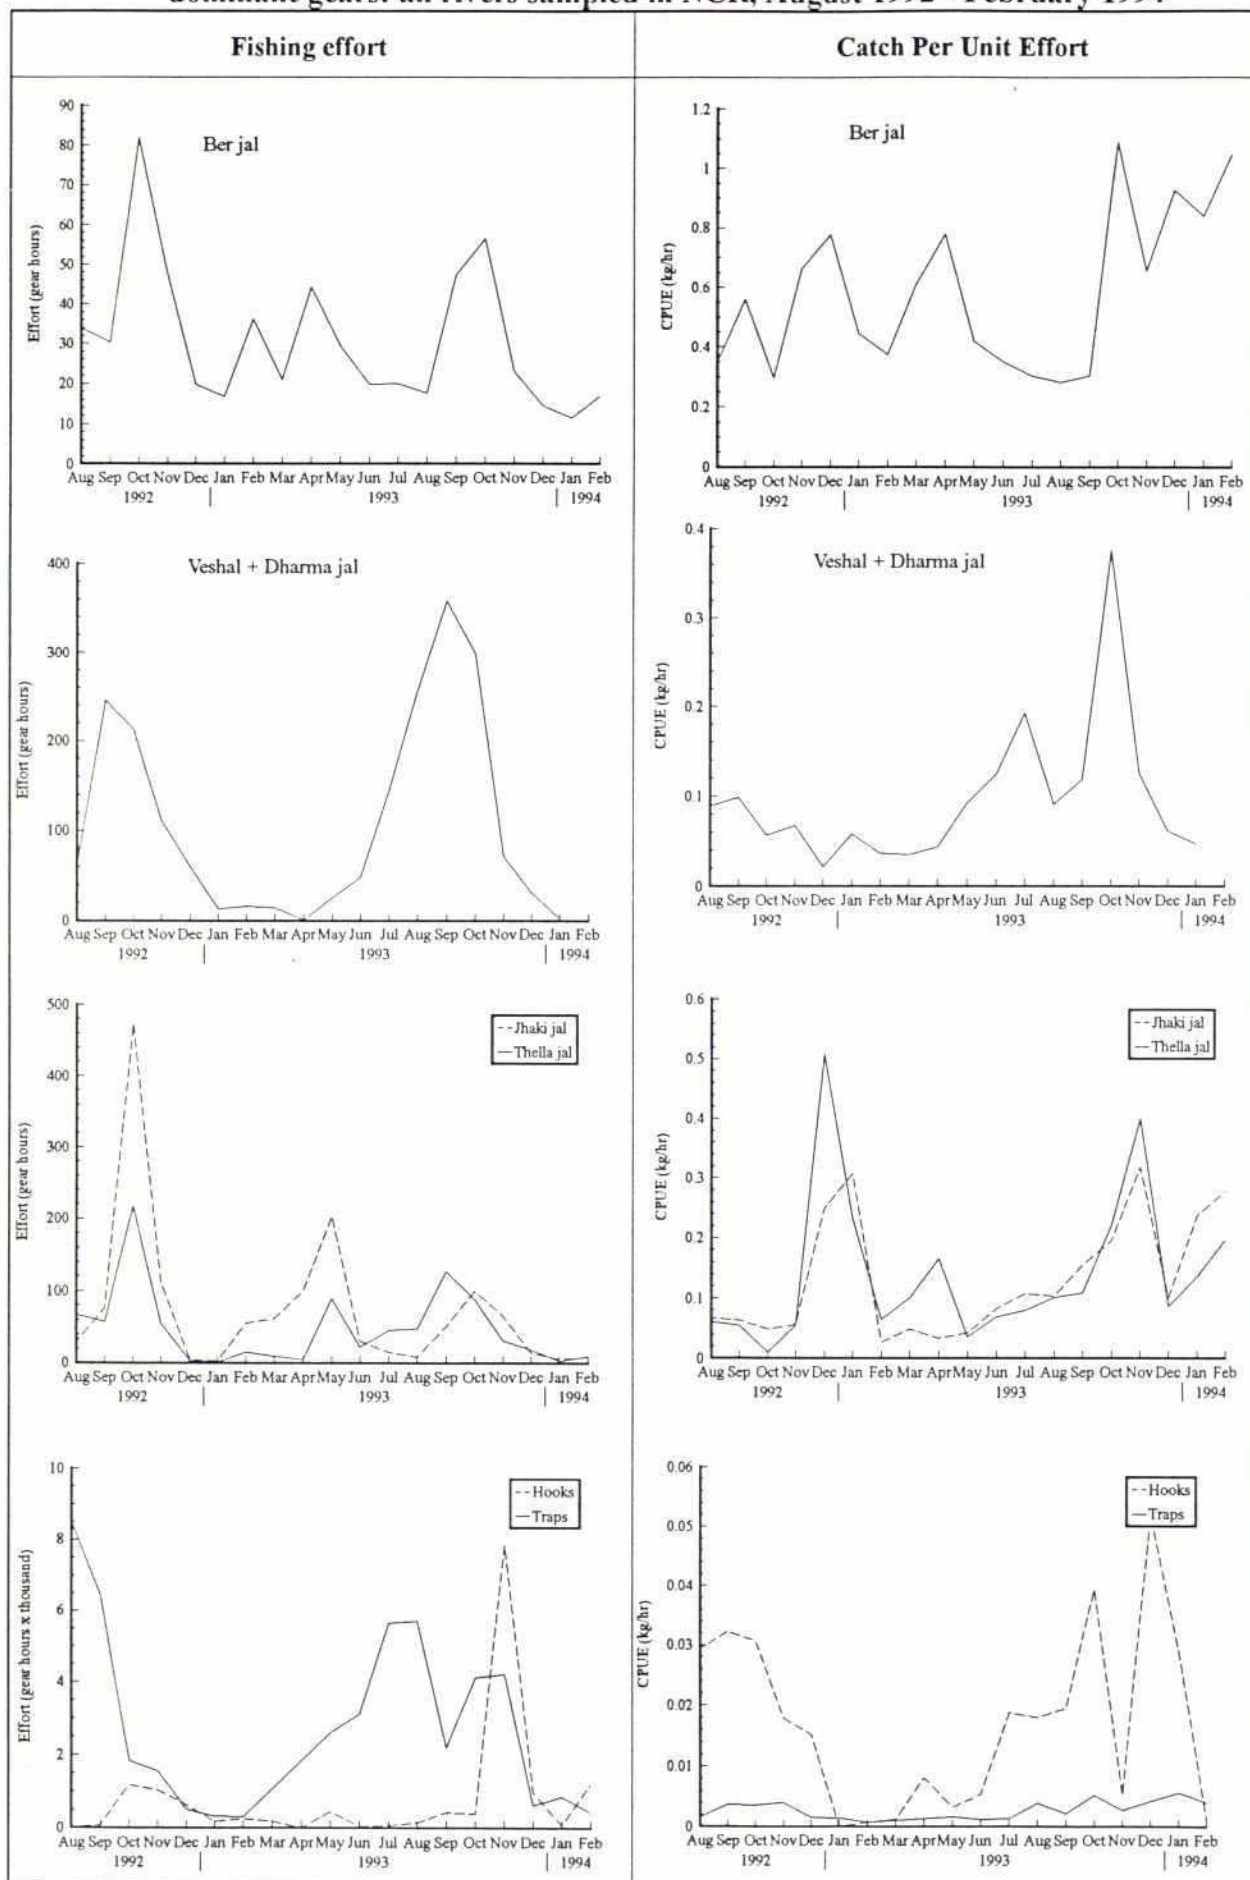 dominant gears: all rivers sampled in NCR, August 1992 - February 1994
Fishing effort
Catch Per Unit Effort
90
80
70
60
50
40
30
20
10
0
Effort (gear hours)
Ber jal
Aug Sep Oct Nov Dec Jan Feb Mar Apr May Jun Jul Aug Sep Oct Nov Dec Jan Feb
1992 | 1993 | 1994
1.2
1
0.8
0.6
0.4
0.2
0
CPUE (kg/hr)
Ber jal
Aug Sep Oct Nov Dec Jan Feb Mar Apr May Jun Jul Aug Sep Oct Nov Dec Jan Feb
1992 | 1993 | 1994
400
300
200
100
0
Effort (gear hours)
Veshal + Dharma jal
Aug Sep Oct Nov Dec Jan Feb Mar Apr May Jun Jul Aug Sep Oct Nov Dec Jan Feb
1992 | 1993 | 1994
0.4
0.3
0.2
0.1
0
CPUE (kg/hr)
Veshal + Dharma jal
Aug Sep Oct Nov Dec Jan Feb Mar Apr May Jun Jul Aug Sep Oct Nov Dec Jan Feb
1992 | 1993 | 1994
500
400
300
200
100
0
Effort (gear hours)
Jhaki jal
Thella jal
Aug Sep Oct Nov Dec Jan Feb Mar Apr May Jun Jul Aug Sep Oct Nov Dec Jan Feb
1992 | 1993 | 1994
0.6
0.5
0.4
0.3
0.2
0.1
0
CPUE (kg/hr)
Jhaki jal
Thella jal
Aug Sep Oct Nov Dec Jan Feb Mar Apr May Jun Jul Aug Sep Oct Nov Dec Jan Feb
1992 | 1993 | 1994
10
8
6
4
2
0
Effort (gear hours x thousand)
Hooks
Traps
Aug Sep Oct Nov Dec Jan Feb Mar Apr May Jun Jul Aug Sep Oct Nov Dec Jan Feb
1992 | 1993 | 1994
0.06
0.05
0.04
0.03
0.02
0.01
0
CPUE (kg/hr)
Hooks
Traps
Aug Sep Oct Nov Dec Jan Feb Mar Apr May Jun Jul Aug Sep Oct Nov Dec Jan Feb
1992 | 1993 | 1994